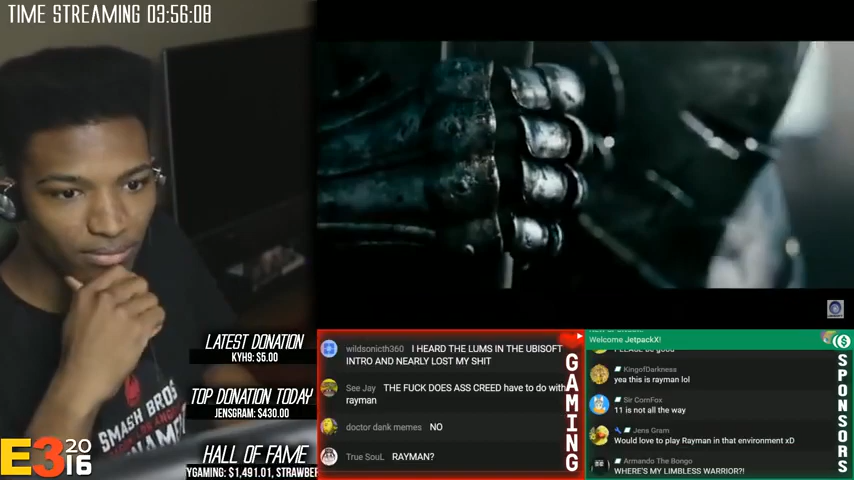 TIME STREAMING 03:56:08
LATEST DONATION
KYH9: $5.00
TOP DONATION TODAY
JENSGRAM: $430.00
HALL OF FAME
YGAMING: $1,491.01, STRAWBER
E3 2016
SMASH BROS
wildsonicth360 I HEARD THE LUMS IN THE UBISOFT
INTRO AND NEARLY LOST MY SHIT
See Jay THE FUCK DOES ASS CREED have to do with
rayman
doctor dank memes NO
True SouL RAYMAN?
GAMING
Welcome JetpackX!
KingofDarkness
yea this is rayman lol
Sir CornFox
11 is not all the way
Jens Gram
Would love to play Rayman in that environment xD
Armando The Bongo
WHERE'S MY LIMBLESS WARRIOR?!
SPONSORS